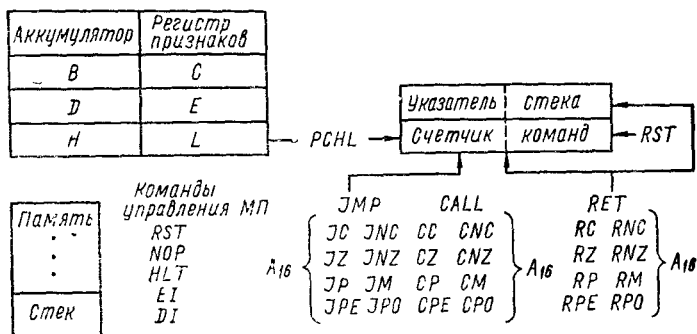 Аккумулятор Регистр признаков
B C
D E
H L
PCHL
Указатель стека
Счетчик команд
RST
Память
Стек
Команды управления МП
RST
NOP
HLT
EI
DI
JMP CALL
JC JNC CC CNC
JZ JNZ CZ CNZ
JP JM CP CM
JPE JPO CPE CPO
A16
A16
RET
RC RNC
RZ RNZ
RP RM
RPE RPO
A16